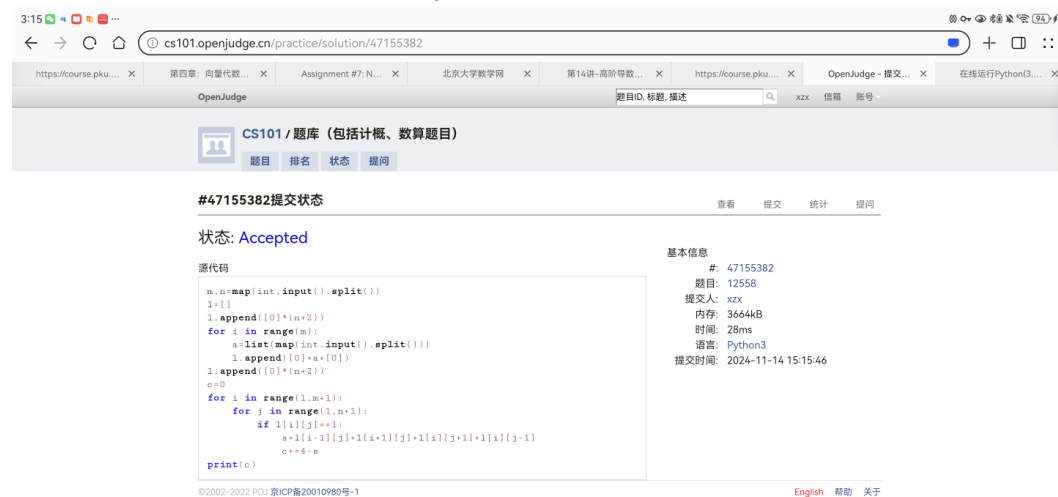 3:15
94
cs101.openjudge.cn/practice/solution/47155382
https://course.pku.... × 第四章：向量代数... × Assignment #7: N... × 北京大学教学网 × 第14讲-高阶导数... × https://course.pku.... × OpenJudge - 提交... × 在线运行Python(3.... ×
OpenJudge 题目ID, 标题, 描述 xzx 信箱 账号
CS101 / 题库（包括计概、数算题目）
题目 排名 状态 提问
#47155382提交状态 查看 提交 统计 提问
状态: Accepted
源代码
m,n=map(int,input().split())
l=[]
l.append([0]*(n+2))
for i in range(m):
    a=list(map(int,input().split()))
    l.append([0]+a+[0])
l.append([0]*(n+2))
c=0
for i in range(1,m+1):
    for j in range(1,n+1):
        if l[i][j]==1:
            s=l[i-1][j]+l[i+1][j]+l[i][j+1]+l[i][j-1]
            c+=4-s
print(c)
基本信息
#: 47155382
题目: 12558
提交人: xzx
内存: 3664kB
时间: 28ms
语言: Python3
提交时间: 2024-11-14 15:15:46
©2002-2022 POJ 京ICP备20010980号-1 English 帮助 关于